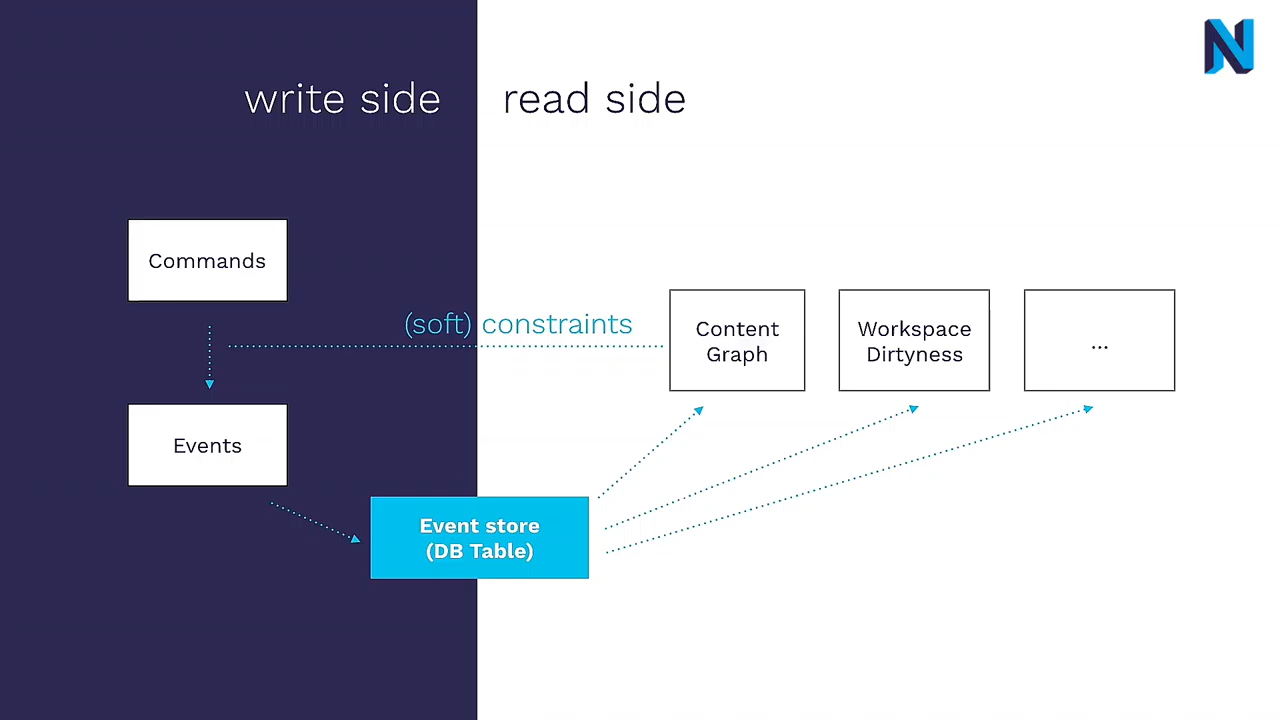 write side
read side
Commands
(soft) constraints
Content
Graph
Workspace
Dirtyness
...
Events
Event store
(DB Table)